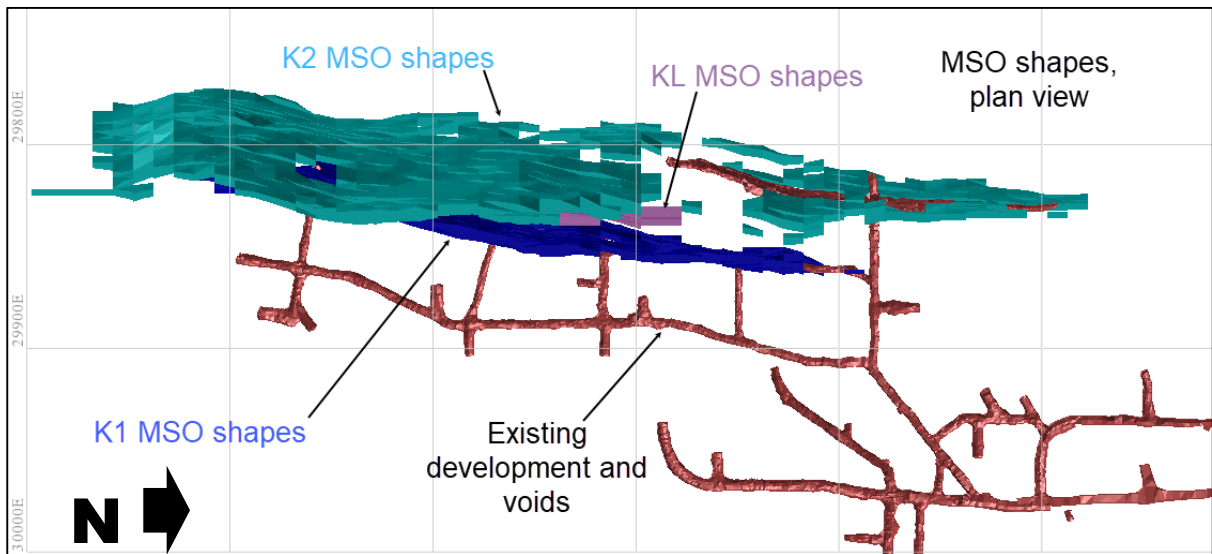 K2 MSO shapes
KL MSO shapes
MSO shapes,
plan view
29800E
29900E
K1 MSO shapes
Existing
development and
voids
N
30000E